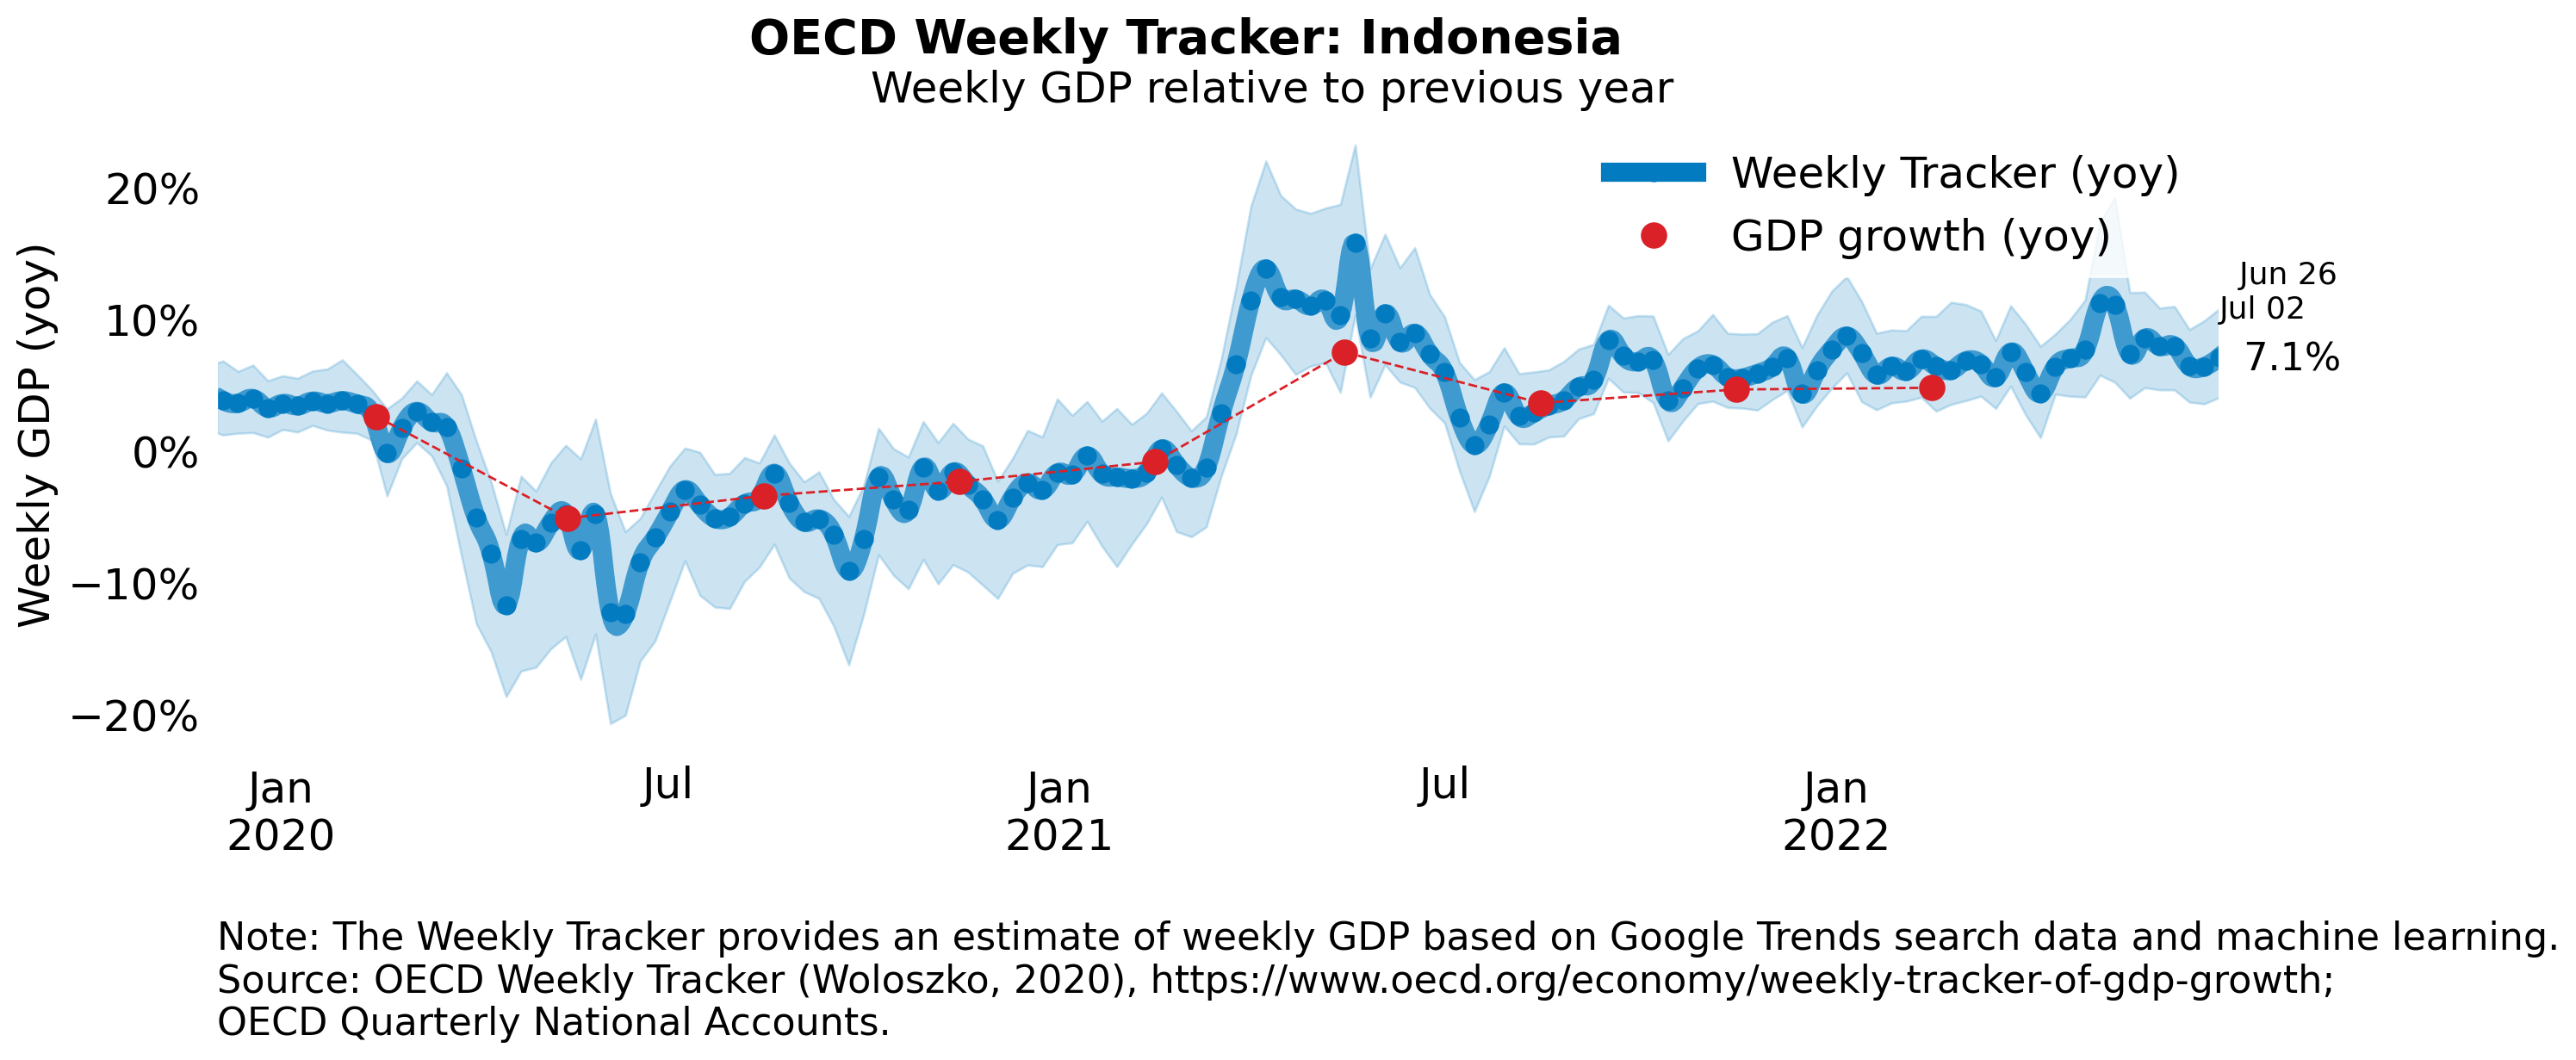 OECD Weekly Tracker: Indonesia
Weekly GDP relative to previous year
Weekly Tracker (yoy)
GDP growth (yoy)
Weekly GDP (yoy)
20%
10%
0%
−10%
−20%
Jun 26
Jul 02
7.1%
Jan
2020
Jul
Jan
2021
Jul
Jan
2022
Note: The Weekly Tracker provides an estimate of weekly GDP based on Google Trends search data and machine learning.
Source: OECD Weekly Tracker (Woloszko, 2020), https://www.oecd.org/economy/weekly-tracker-of-gdp-growth;
OECD Quarterly National Accounts.